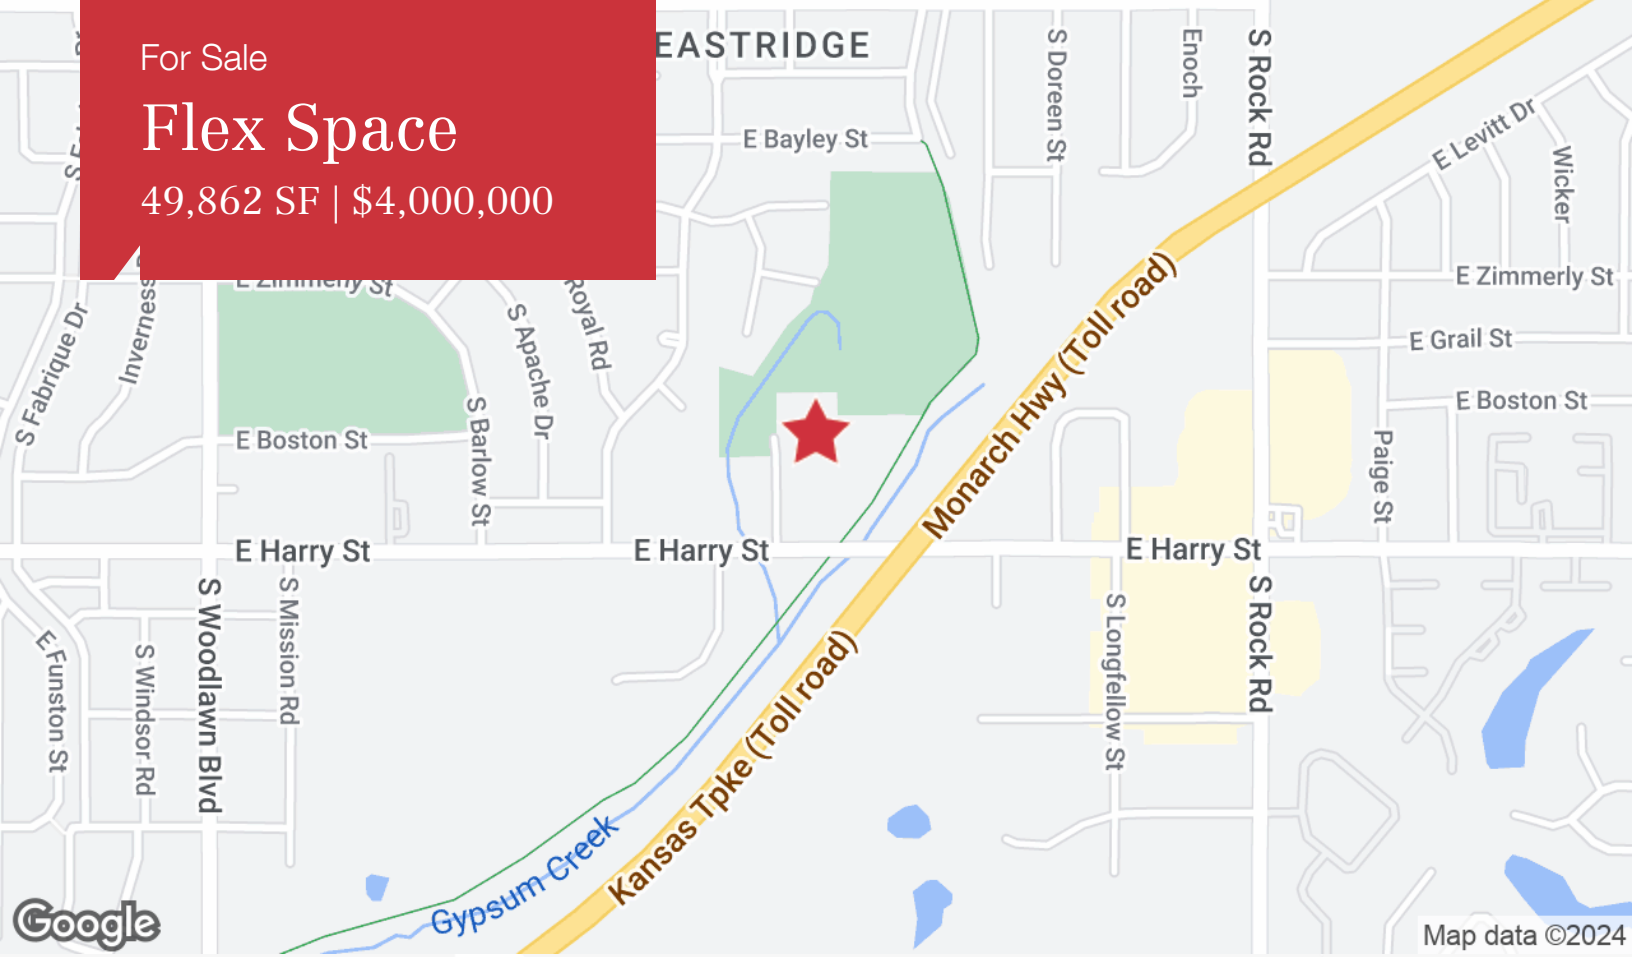 For Sale
Flex Space
49,862 SF | $4,000,000
EASTRIDGE
S Doreen St
Enoch
S Rock Rd
E Bayley St
E Levitt Dr
Wicker
E Zimmerly St
E Zimmerly St
S Fabrique Dr
S Apache Dr
Royal Rd
Monarch Hwy (Toll road)
E Grail St
E Boston St
E Boston St
S Barlow St
Paige St
E Harry St
E Harry St
E Harry St
S Woodlawn Blvd
S Mission Rd
S Windsor Rd
E Funston St
S Longfellow St
S Rock Rd
Kansas Tpke (Toll road)
Gypsum Creek
Google
Map data ©2024